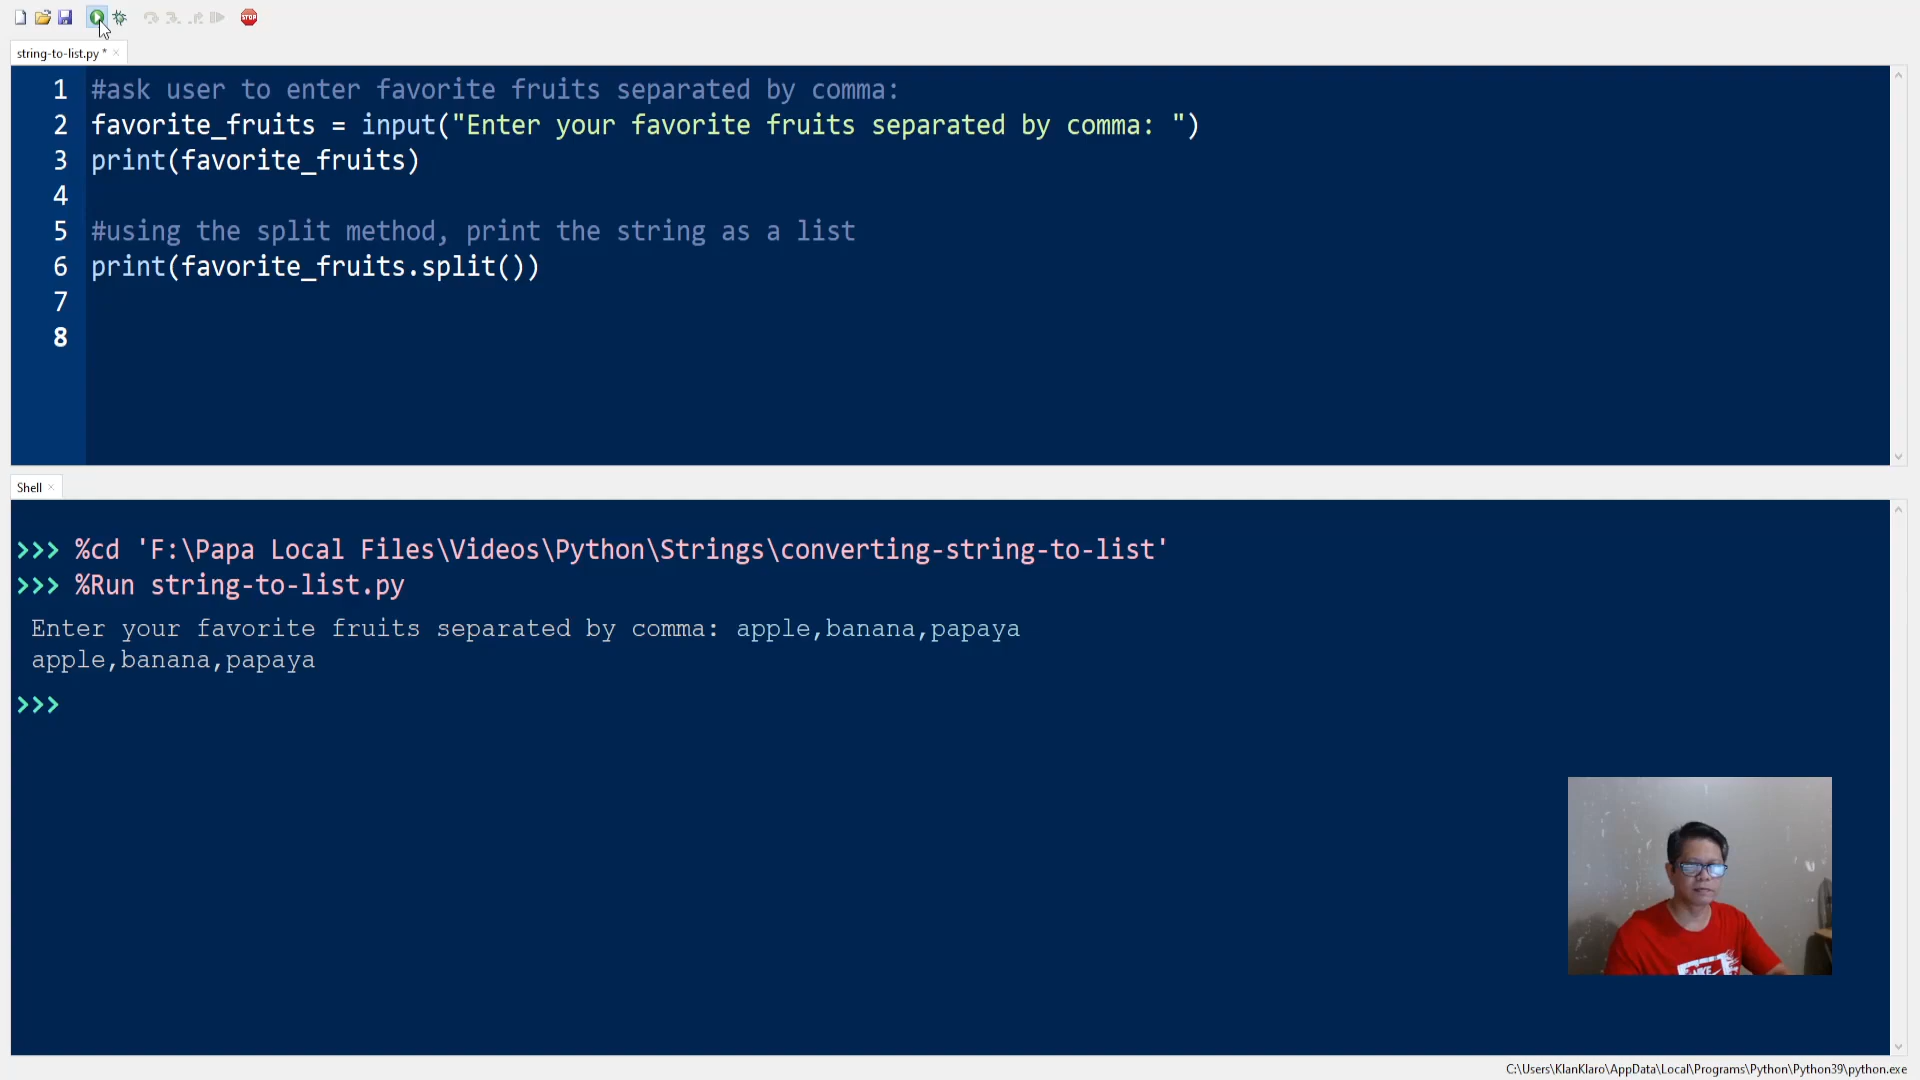 STOP
string-to-list.py *
1 #ask user to enter favorite fruits separated by comma:
2 favorite_fruits = input("Enter your favorite fruits separated by comma: ")
3 print(favorite_fruits)
4
5 #using the split method, print the string as a list
6 print(favorite_fruits.split())
7
8
Shell
>>> %cd 'F:\Papa Local Files\Videos\Python\Strings\converting-string-to-list'
>>> %Run string-to-list.py
Enter your favorite fruits separated by comma: apple,banana,papaya
apple,banana,papaya
>>>
C:\Users\KlanKlaro\AppData\Local\Programs\Python\Python39\python.exe